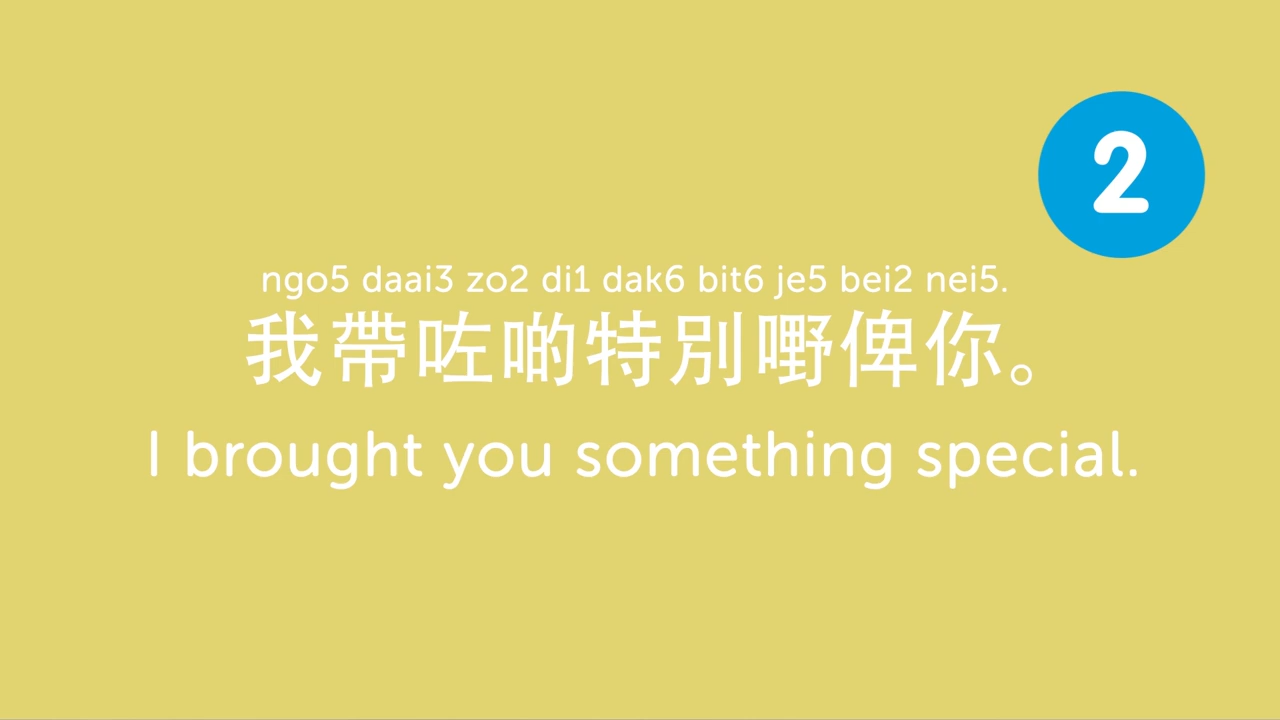 2
ngo5 daai3 zo2 di1 dak6 bit6 je5 bei2 nei5.
我帶咗啲特別嘢俾你。
I brought you something special.